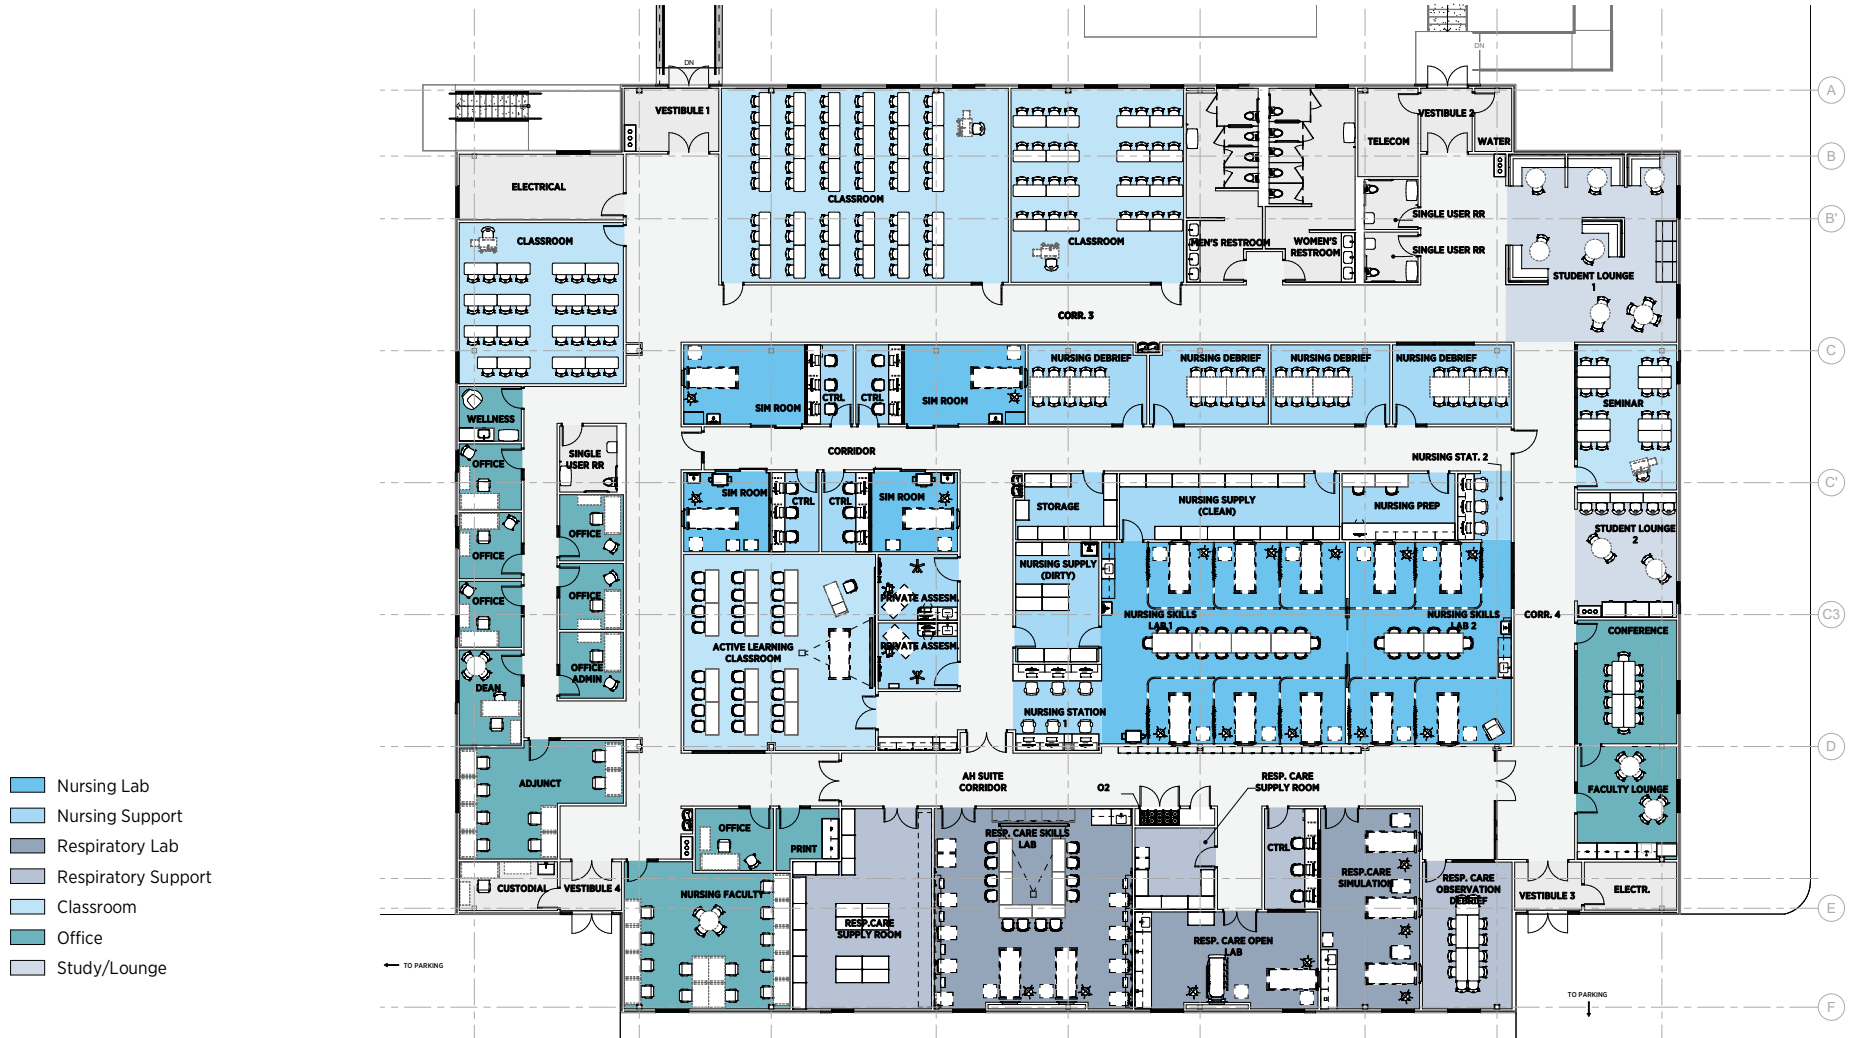 DN
DN
A
VESTIBULE 1
VESTIBULE 2
TELECOM
WATER
B
ELECTRICAL
CLASSROOM
B'
SINGLE USER RR
CLASSROOM
CLASSROOM
MEN'S RESTROOM
WOMEN'S
RESTROOM
SINGLE USER RR
STUDENT LOUNGE
1
CORR. 3
C
NURSING DEBRIEF
NURSING DEBRIEF
NURSING DEBRIEF
NURSING DEBRIEF
SIM ROOM
CTRL
CTRL
SIM ROOM
SEMINAR
WELLNESS
CORRIDOR
SINGLE
USER RR
NURSING STAT. 2
OFFICE
C'
SIM ROOM
CTRL
CTRL
SIM ROOM
STORAGE
NURSING SUPPLY
(CLEAN)
NURSING PREP
STUDENT LOUNGE
2
OFFICE
OFFICE
NURSING SUPPLY
(DIRTY)
OFFICE
OFFICE
PRIVATE ASSESM.
NURSING SKILLS
LAB 1
NURSING SKILLS
LAB 2
CORR. 4
C3
CONFERENCE
ACTIVE LEARNING
CLASSROOM
PRIVATE ASSESM.
OFFICE
ADMIN
DEAN
NURSING STATION
1
D
ADJUNCT
AH SUITE
CORRIDOR
O2
RESP. CARE
SUPPLY ROOM
FACULTY LOUNGE
OFFICE
PRINT
RESP. CARE SKILLS
LAB
CTRL
RESP.CARE
SIMULATION
RESP. CARE
OBSERVATION
DEBRIEF
CUSTODIAL
VESTIBULE 4
NURSING FACULTY
VESTIBULE 3
ELECTR.
E
RESP.CARE
SUPPLY ROOM
RESP. CARE OPEN
LAB
TO PARKING
TO PARKING
F
Nursing Lab
Nursing Support
Respiratory Lab
Respiratory Support
Classroom
Office
Study/Lounge